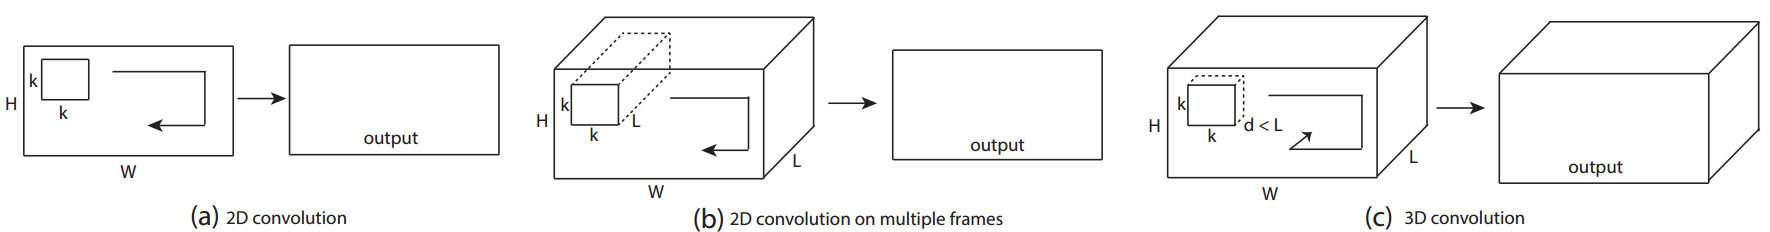 k
k
H
W
output
(a) 2D convolution
k
k
L
H
W
L
output
(b) 2D convolution on multiple frames
k
k
d < L
H
W
L
output
(c) 3D convolution